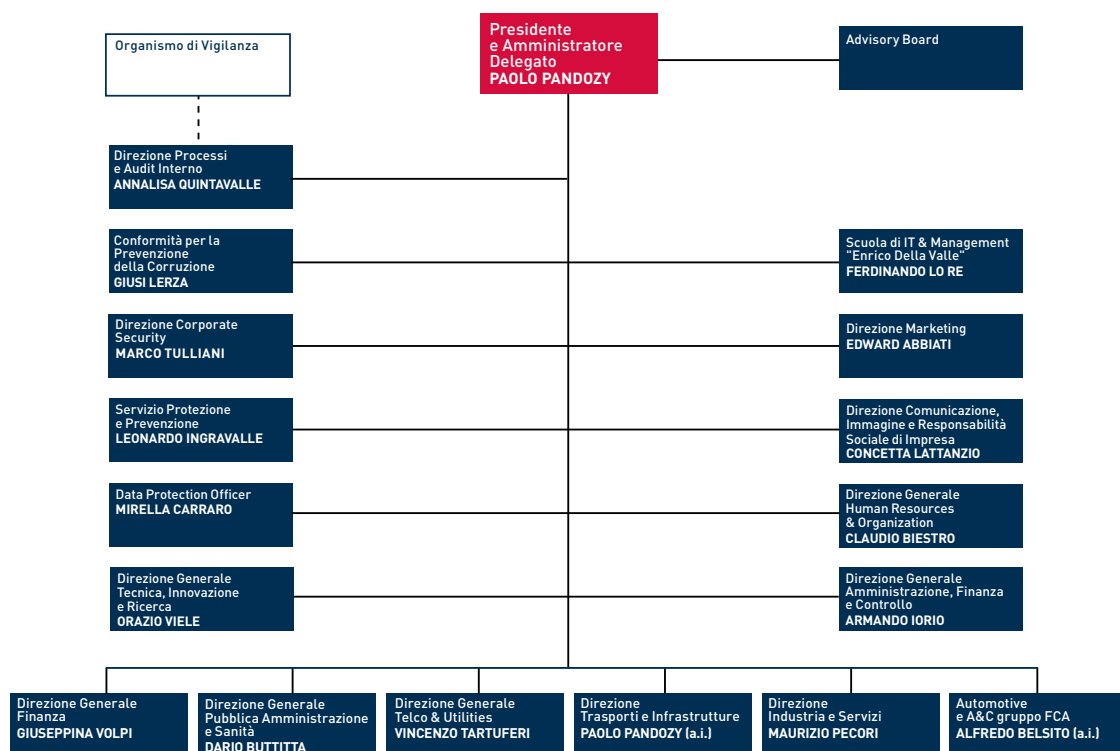 Organismo di Vigilanza
Presidente
e Amministratore
Delegato
PAOLO PANDOZY
Advisory Board
Direzione Processi
e Audit Interno
ANNALISA QUINTAVALLE
Conformità per la
Prevenzione
della Corruzione
GIUSI LERZA
Scuola di IT & Management
"Enrico Della Valle"
FERDINANDO LO RE
Direzione Corporate
Security
MARCO TULLIANI
Direzione Marketing
EDWARD ABBIATI
Servizio Protezione
e Prevenzione
LEONARDO INGRAVALLE
Direzione Comunicazione,
Immagine e Responsabilità
Sociale di Impresa
CONCETTA LATTANZIO
Data Protection Officer
MIRELLA CARRARO
Direzione Generale
Human Resources
& Organization
CLAUDIO BIESTRO
Direzione Generale
Tecnica, Innovazione
e Ricerca
ORAZIO VIELE
Direzione Generale
Amministrazione, Finanza
e Controllo
ARMANDO IORIO
Direzione Generale
Finanza
GIUSEPPINA VOLPI
Direzione Generale
Pubblica Amministrazione
e Sanità
DARIO BUTTITTA
Direzione Generale
Telco & Utilities
VINCENZO TARTUFERI
Direzione
Trasporti e Infrastrutture
PAOLO PANDOZY (a.i.)
Direzione
Industria e Servizi
MAURIZIO PECORI
Automotive
e A&C gruppo FCA
ALFREDO BELSITO (a.i.)